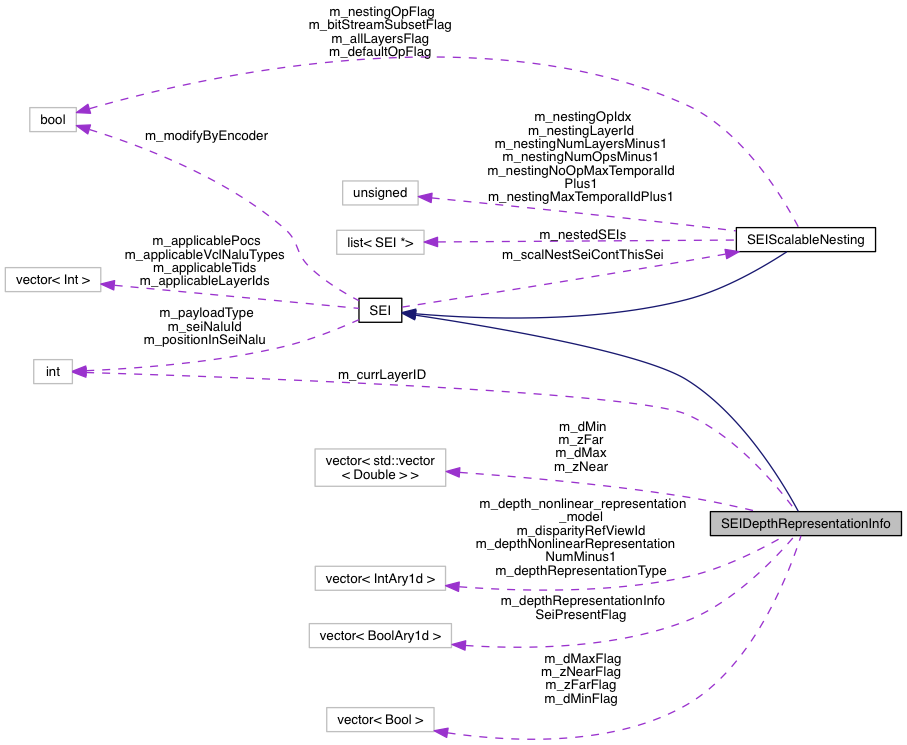 m_nestingOpFlag
m_bitStreamSubsetFlag
m_allLayersFlag
m_defaultOpFlag
bool
m_modifyByEncoder
m_nestingOpIdx
m_nestingLayerId
m_nestingNumLayersMinus1
m_nestingNumOpsMinus1
m_nestingNoOpMaxTemporalId
Plus1
m_nestingMaxTemporalIdPlus1
unsigned
list< SEI *>
m_nestedSEIs
SEIScalableNesting
m_scalNestSeiContThisSei
m_applicablePocs
m_applicableVclNaluTypes
m_applicableTids
m_applicableLayerIds
vector< Int >
SEI
m_payloadType
m_seiNaluId
m_positionInSeiNalu
int
m_currLayerID
m_dMin
m_zFar
m_dMax
m_zNear
vector< std::vector
< Double > >
SEIDepthRepresentationInfo
m_depth_nonlinear_representation
_model
m_disparityRefViewId
m_depthNonlinearRepresentation
NumMinus1
m_depthRepresentationType
vector< IntAry1d >
m_depthRepresentationInfo
SeiPresentFlag
vector< BoolAry1d >
m_dMaxFlag
m_zNearFlag
m_zFarFlag
m_dMinFlag
vector< Bool >